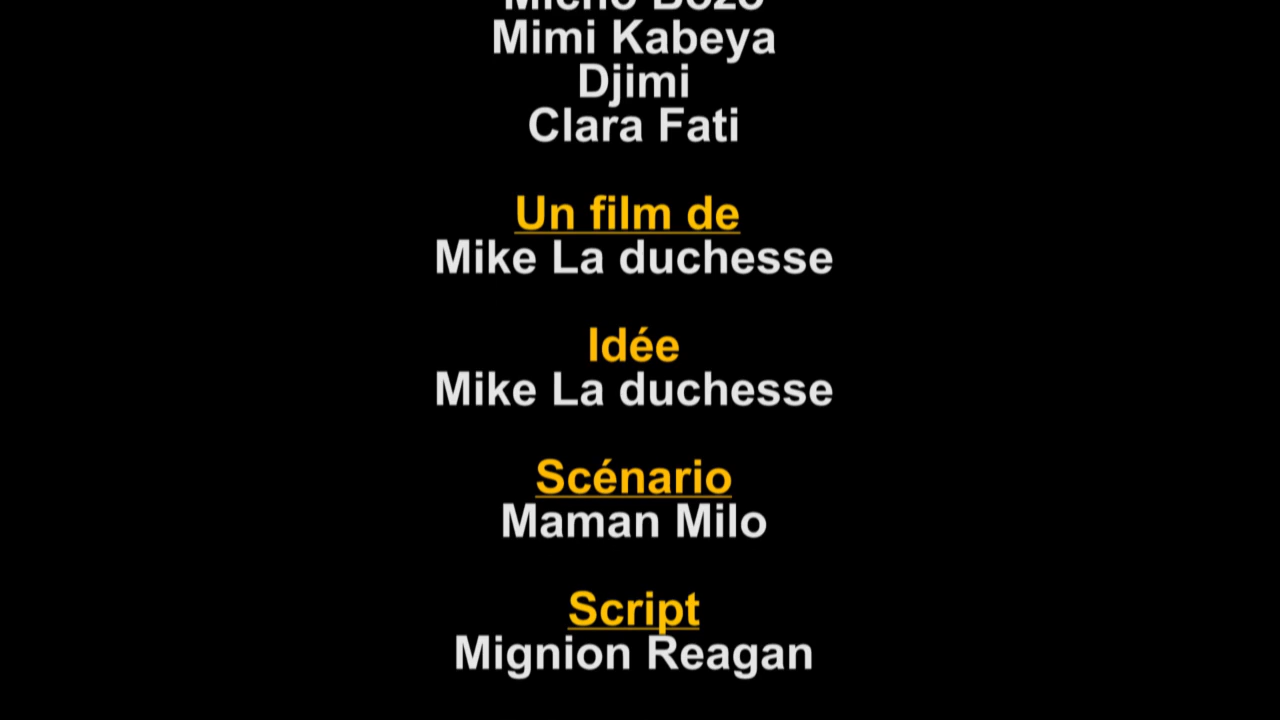 Mimi Kabeya
Djimi
Clara Fati
Un film de
Mike La duchesse
Idée
Mike La duchesse
Scénario
Maman Milo
Script
Mignion Reagan